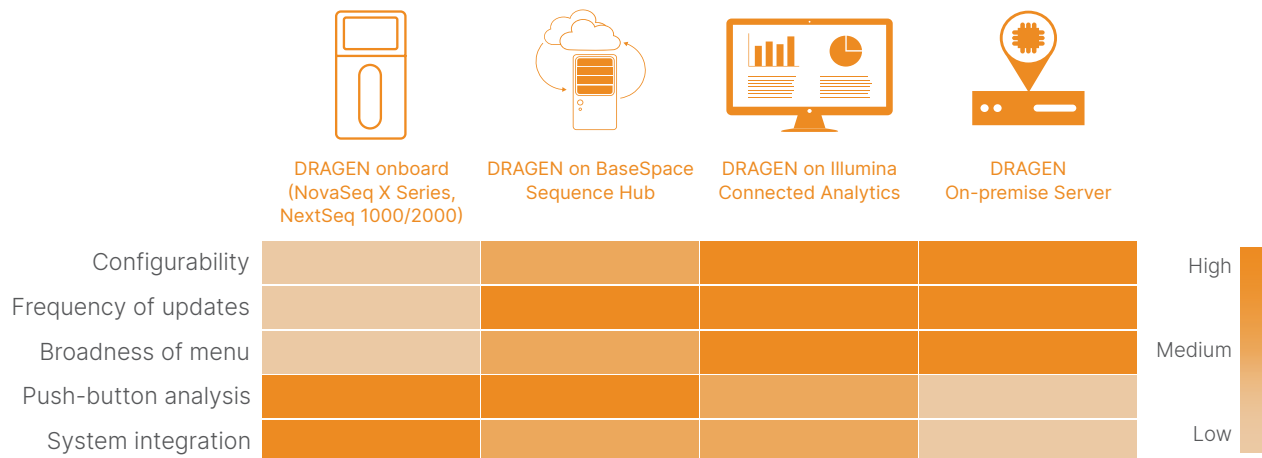 DRAGEN onboard
(NovaSeq X Series,
NextSeq 1000/2000)
DRAGEN on BaseSpace
Sequence Hub
DRAGEN on Illumina
Connected Analytics
DRAGEN
On-premise Server
Configurability
Frequency of updates
Broadness of menu
Push-button analysis
System integration
High
Medium
Low